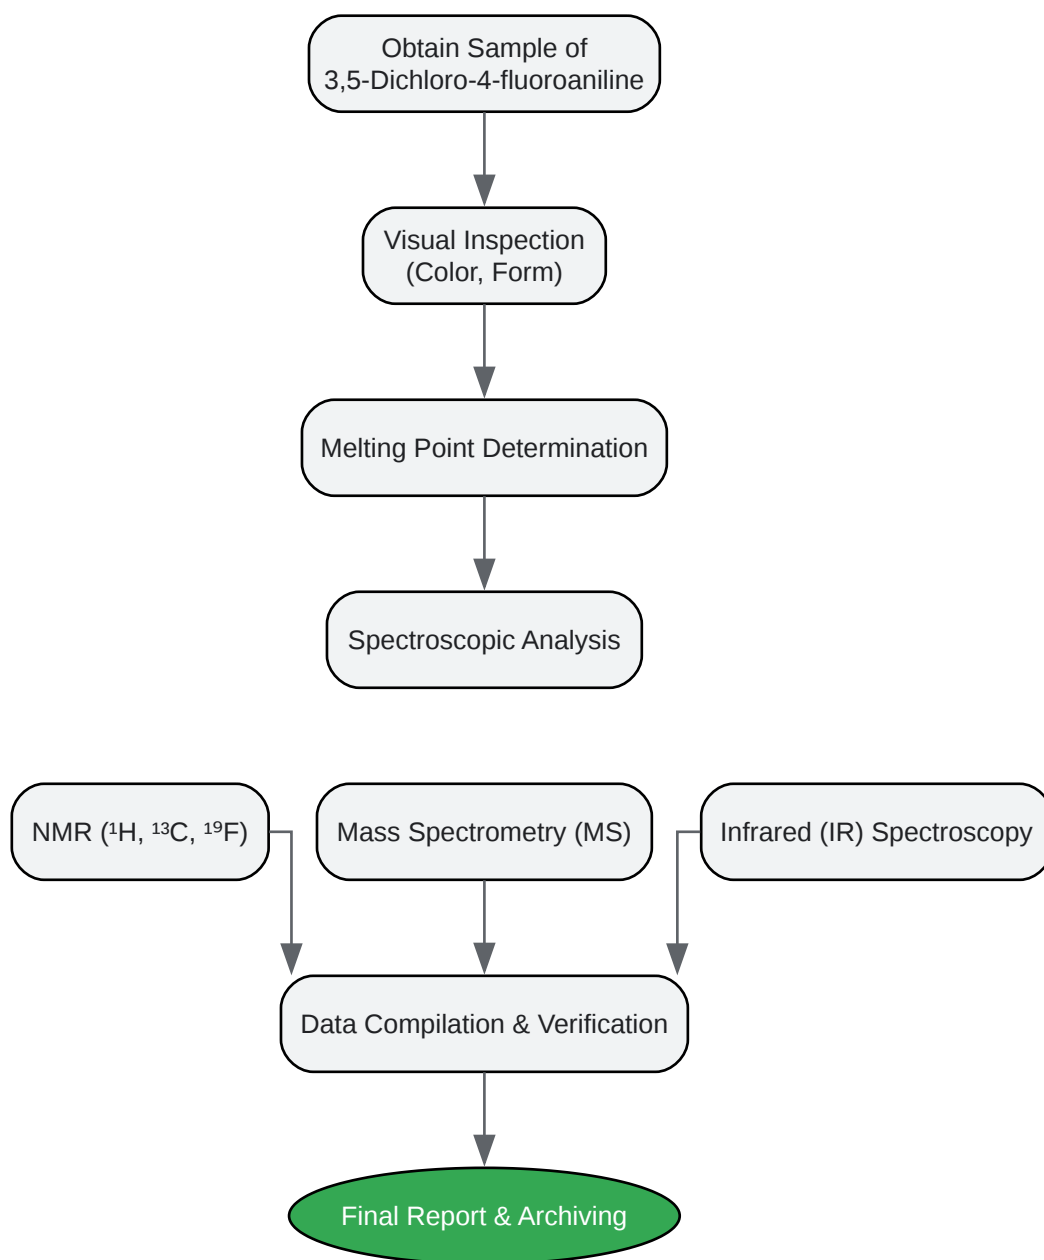 Obtain Sample of
3,5-Dichloro-4-fluoroaniline
Visual Inspection
(Color, Form)
Melting Point Determination
Spectroscopic Analysis
NMR (¹H, ¹³C, ¹⁹F)
Mass Spectrometry (MS)
Infrared (IR) Spectroscopy
Data Compilation & Verification
Final Report & Archiving